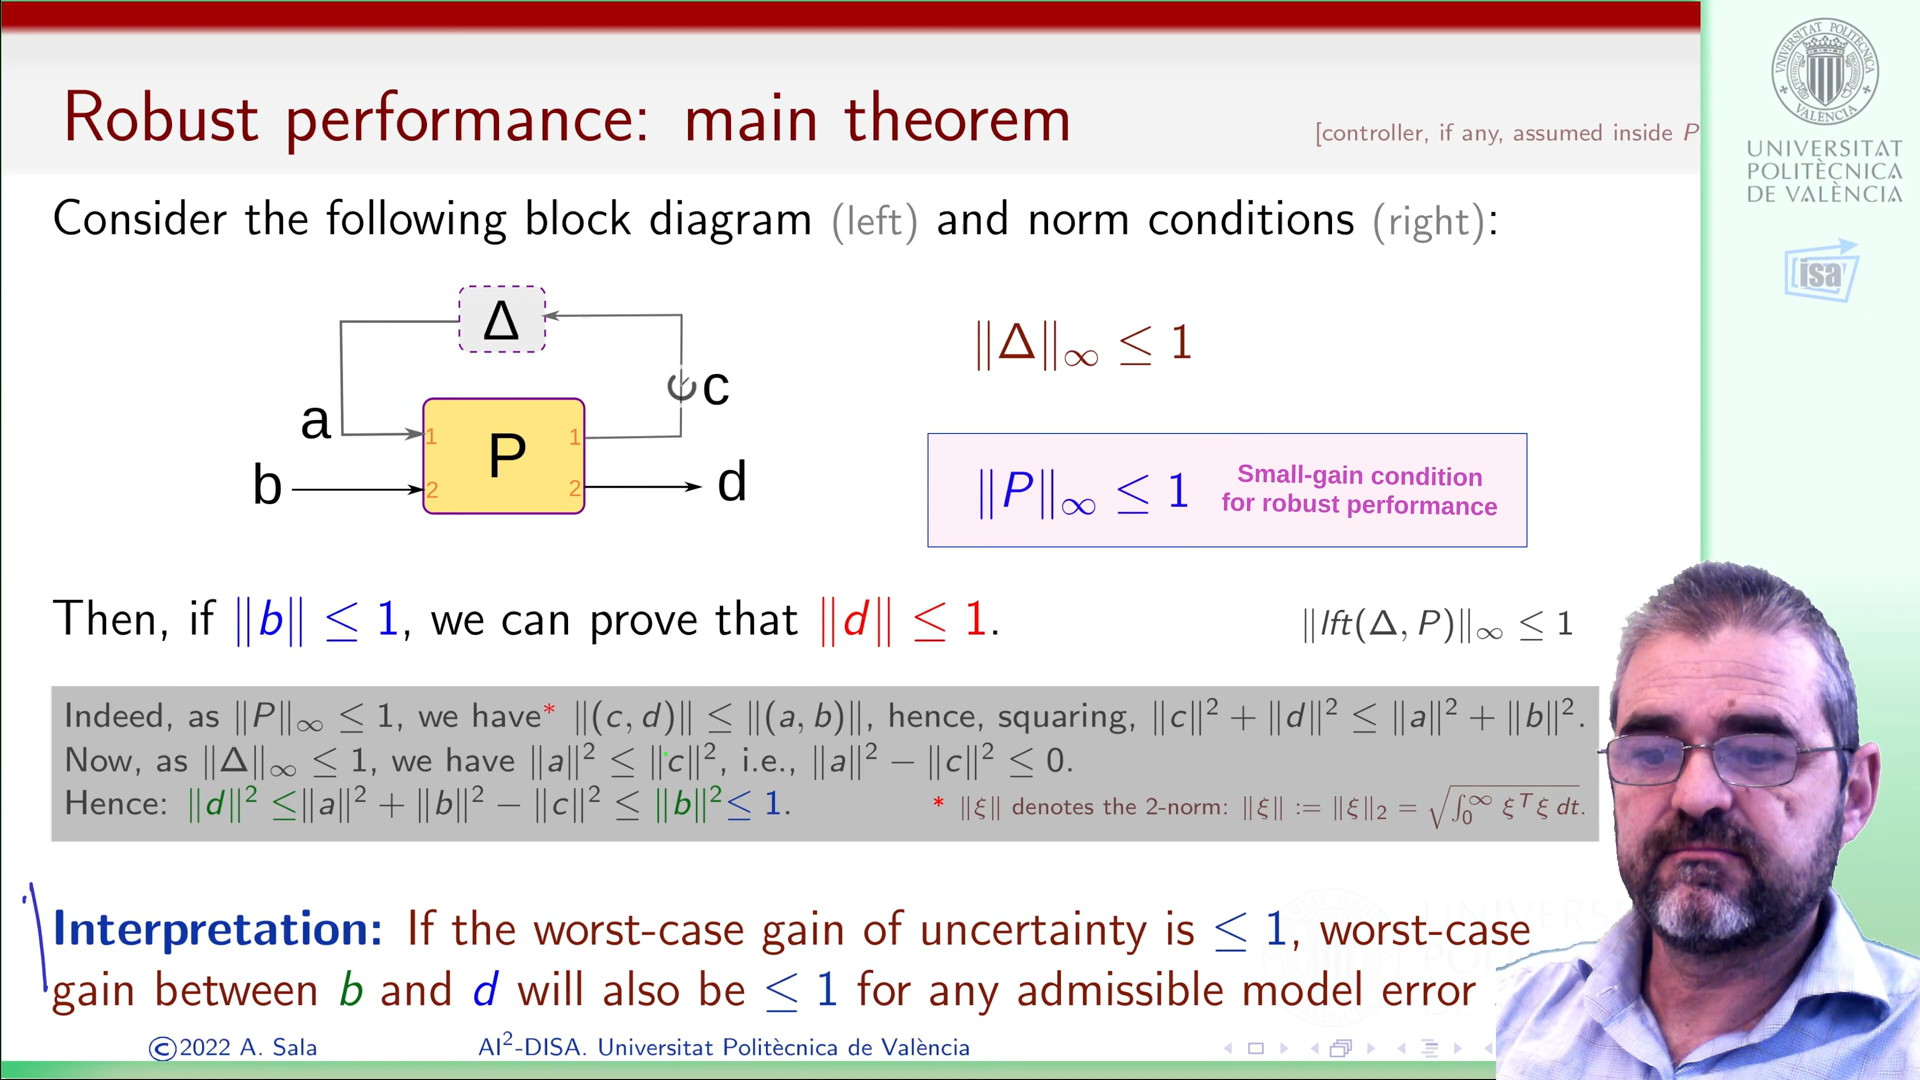 Robust performance: main theorem
[controller, if any, assumed inside P
UNIVERSITAT
POLITÈCNICA
DE VALÈNCIA
isa
Consider the following block diagram (left) and norm conditions (right):
Δ
a
c
b
1
1
P
2
2
d
‖Δ‖∞ ≤ 1
‖P‖∞ ≤ 1
Small-gain condition
for robust performance
Then, if ‖b‖ ≤ 1, we can prove that ‖d‖ ≤ 1.
‖lft(Δ, P)‖∞ ≤ 1
Indeed, as ‖P‖∞ ≤ 1, we have* ‖(c, d)‖ ≤ ‖(a, b)‖, hence, squaring, ‖c‖² + ‖d‖² ≤ ‖a‖² + ‖b‖².
Now, as ‖Δ‖∞ ≤ 1, we have ‖a‖² ≤ ‖c‖², i.e., ‖a‖² − ‖c‖² ≤ 0.
Hence: ‖d‖² ≤‖a‖² + ‖b‖² − ‖c‖² ≤ ‖b‖²≤ 1.
* ‖ξ‖ denotes the 2-norm: ‖ξ‖ := ‖ξ‖₂ = √∫₀^∞ ξᵀξ dt.
Interpretation: If the worst-case gain of uncertainty is ≤ 1, worst-case
gain between b and d will also be ≤ 1 for any admissible model error
©2022 A. Sala
AI²-DISA. Universitat Politècnica de València